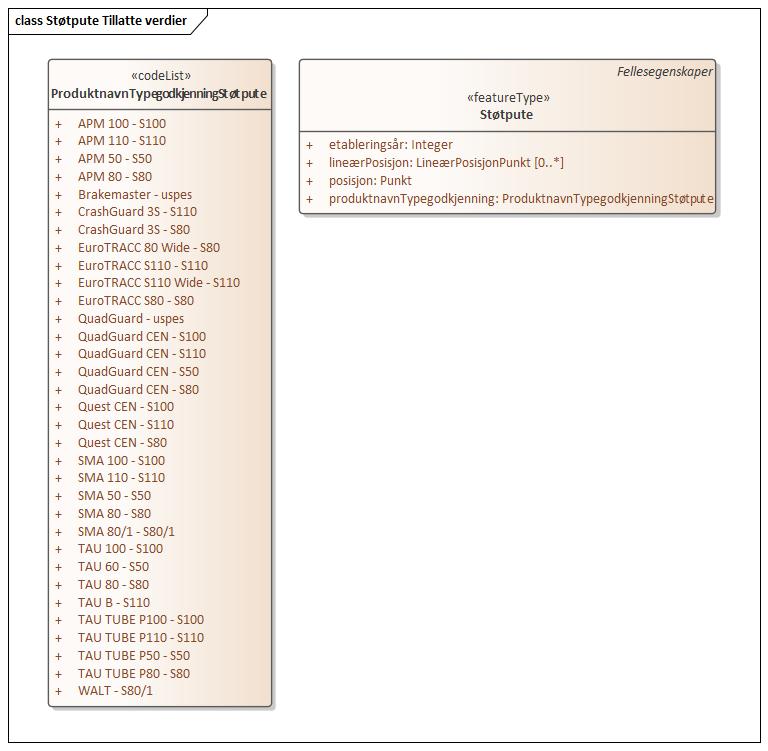 class Støtpute Tillatte verdier
«codeList»
ProduktnavnTypegodkjenningStøtpute
+ APM 100 - S100
+ APM 110 - S110
+ APM 50 - S50
+ APM 80 - S80
+ Brakemaster - uspes
+ CrashGuard 3S - S110
+ CrashGuard 3S - S80
+ EuroTRACC 80 Wide - S80
+ EuroTRACC S110 - S110
+ EuroTRACC S110 Wide - S110
+ EuroTRACC S80 - S80
+ QuadGuard - uspes
+ QuadGuard CEN - S100
+ QuadGuard CEN - S110
+ QuadGuard CEN - S50
+ QuadGuard CEN - S80
+ Quest CEN - S100
+ Quest CEN - S110
+ Quest CEN - S80
+ SMA 100 - S100
+ SMA 110 - S110
+ SMA 50 - S50
+ SMA 80 - S80
+ SMA 80/1 - S80/1
+ TAU 100 - S100
+ TAU 60 - S50
+ TAU 80 - S80
+ TAU B - S110
+ TAU TUBE P100 - S100
+ TAU TUBE P110 - S110
+ TAU TUBE P50 - S50
+ TAU TUBE P80 - S80
+ WALT - S80/1
Fellesegenskaper
«featureType»
Støtpute
+ etableringsår: Integer
+ lineærPosisjon: LineærPosisjonPunkt [0..*]
+ posisjon: Punkt
+ produktnavnTypegodkjenning: ProduktnavnTypegodkjenningStøtpute